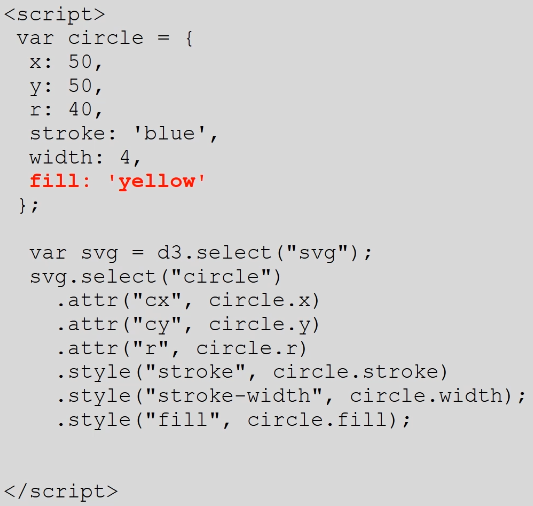 <script>
var circle = {
x: 50,
y: 50,
r: 40,
stroke: 'blue',
width: 4,
fill: 'yellow'
};
var svg = d3.select("svg");
svg.select("circle")
.attr("cx", circle.x)
.attr("cy", circle.y)
.attr("r", circle.r)
.style("stroke", circle.stroke)
.style("stroke-width", circle.width);
.style("fill", circle.fill);
</script>